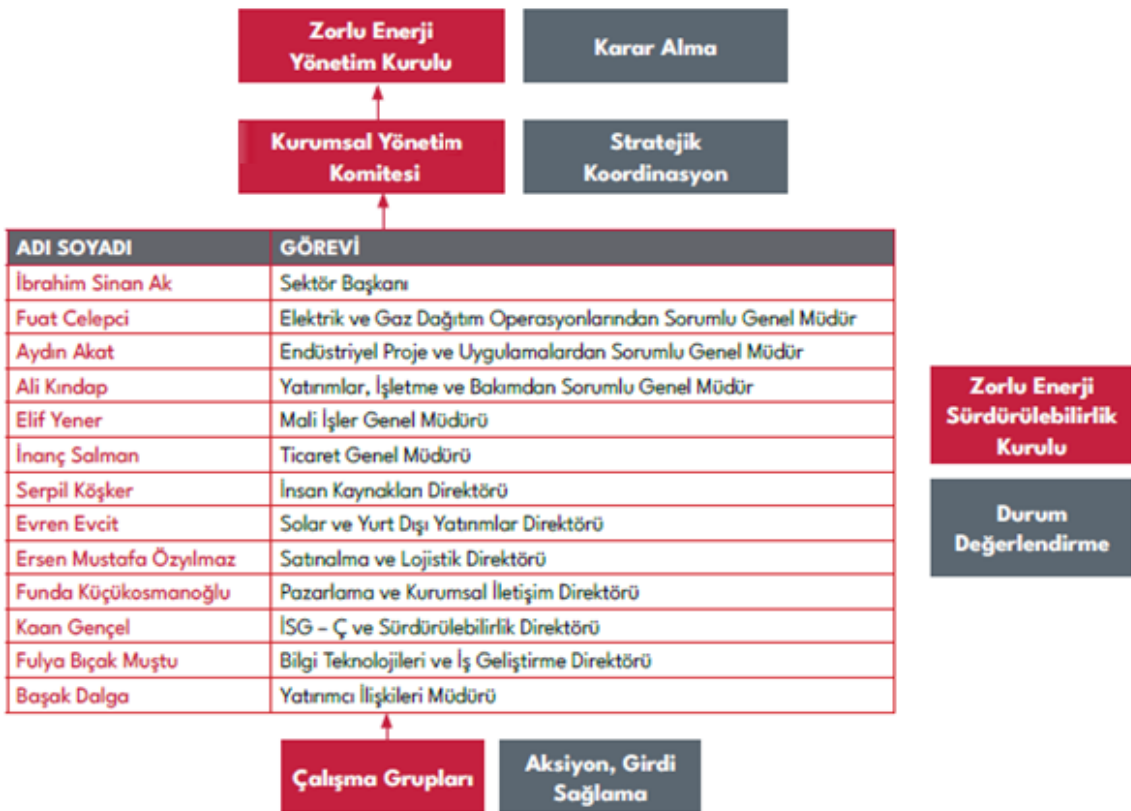 Zorlu Enerji
Yönetim Kurulu
Karar Alma
Kurumsal Yönetim
Komitesi
Stratejik
Koordinasyon
ADI SOYADI GÖREVİ
İbrahim Sinan Ak Sektör Başkanı
Fuat Celepci Elektrik ve Gaz Dağıtım Operasyonlarından Sorumlu Genel Müdür
Aydın Akat Endüstriyel Proje ve Uygulamalardan Sorumlu Genel Müdür
Ali Kındap Yatırımlar, İşletme ve Bakımdan Sorumlu Genel Müdür
Elif Yener Mali İşler Genel Müdürü
İnanç Salman Ticaret Genel Müdürü
Serpil Köşker İnsan Kaynakları Direktörü
Evren Evcit Solar ve Yurt Dışı Yatırımlar Direktörü
Ersen Mustafa Özyılmaz Satınalma ve Lojistik Direktörü
Funda Küçükosmanoğlu Pazarlama ve Kurumsal İletişim Direktörü
Kaan Gençel İSG – Ç ve Sürdürülebilirlik Direktörü
Fulya Bıçak Muştu Bilgi Teknolojileri ve İş Geliştirme Direktörü
Başak Dalga Yatırımcı İlişkileri Müdürü
Zorlu Enerji
Sürdürülebilirlik
Kurulu
Durum
Değerlendirme
Çalışma Grupları
Aksiyon, Girdi
Sağlama